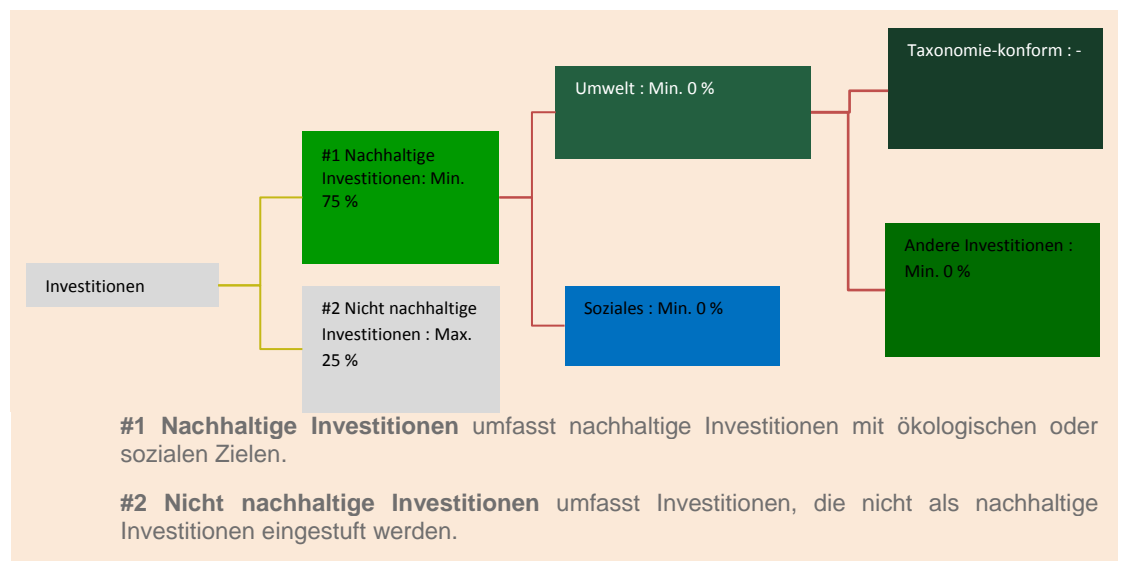 Investitionen
#1 Nachhaltige
Investitionen: Min.
75 %
#2 Nicht nachhaltige
Investitionen : Max.
25 %
Umwelt : Min. 0 %
Soziales : Min. 0 %
Taxonomie-konform : -
Andere Investitionen :
Min. 0 %
#1 Nachhaltige Investitionen umfasst nachhaltige Investitionen mit ökologischen oder
sozialen Zielen.
#2 Nicht nachhaltige Investitionen umfasst Investitionen, die nicht als nachhaltige
Investitionen eingestuft werden.